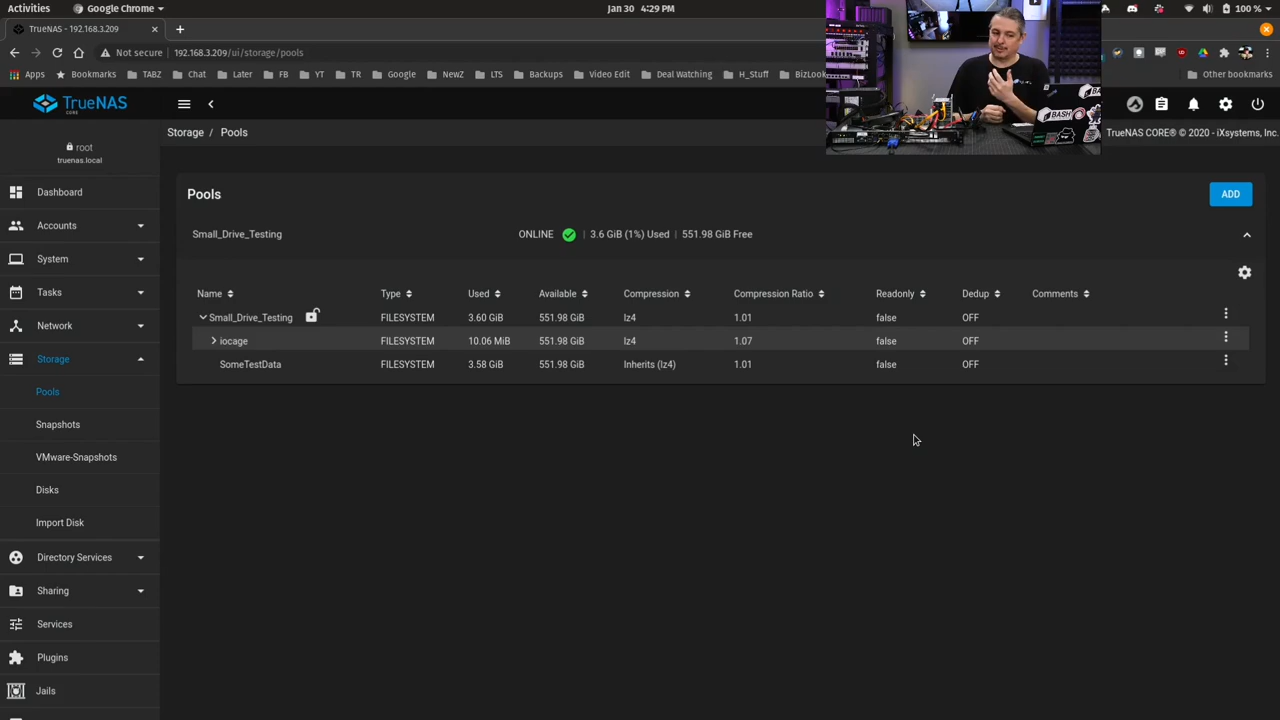 Activities
Google Chrome
Jan 30 4:29 PM
100 %
TrueNAS - 192.168.3.209
Not secure
192.168.3.209/ui/storage/pools
Apps
Bookmarks
TABZ
Chat
Later
FB
YT
TR
Google
NewZ
LTS
Backups
Video Edit
Deal Watching
H_Stuff
BizLoo
Other bookmarks
TrueNAS
CORE
BASH
TrueNAS CORE® © 2020 - iXsystems, Inc.
Storage / Pools
root
truenas.local
Dashboard
Accounts
System
Tasks
Network
Storage
Pools
Snapshots
VMware-Snapshots
Disks
Import Disk
Directory Services
Sharing
Services
Plugins
Jails
Pools
ADD
Small_Drive_Testing
ONLINE | 3.6 GiB (1%) Used | 551.98 GiB Free
Name Type Used Available Compression Compression Ratio Readonly Dedup Comments
Small_Drive_Testing FILESYSTEM 3.60 GiB 551.98 GiB lz4 1.01 false OFF
iocage FILESYSTEM 10.06 MiB 551.98 GiB lz4 1.07 false OFF
SomeTestData FILESYSTEM 3.58 GiB 551.98 GiB Inherits (lz4) 1.01 false OFF